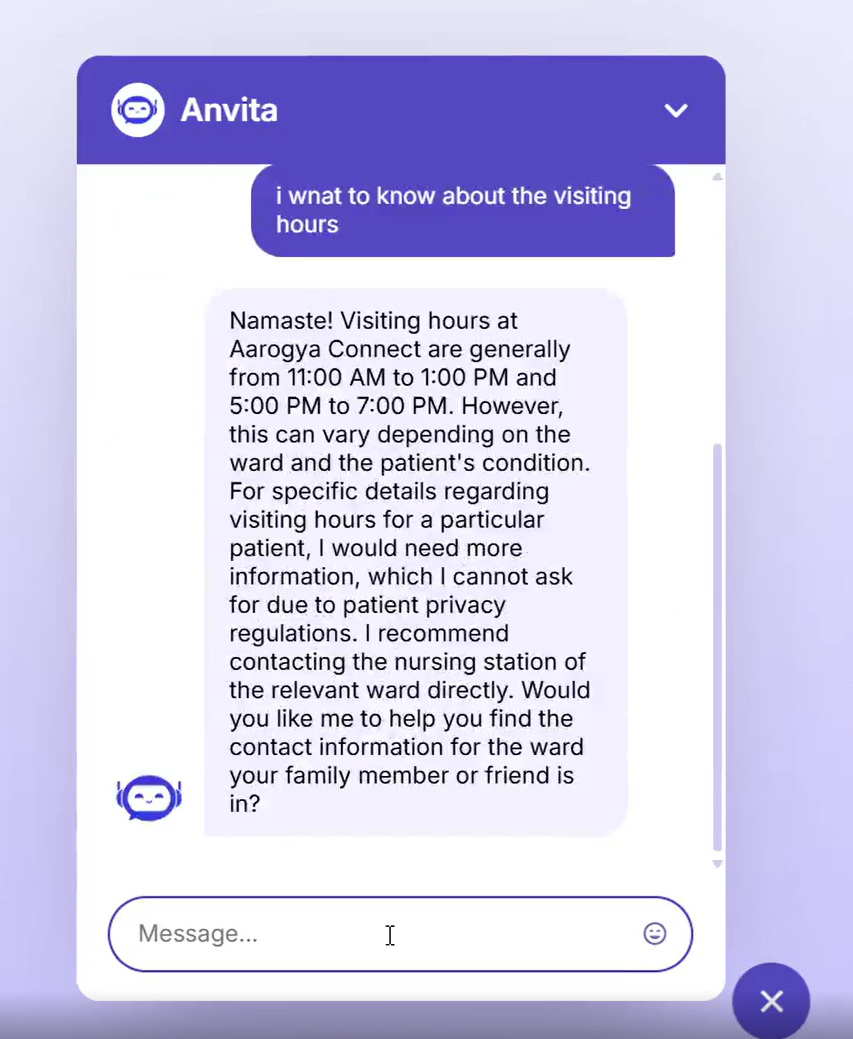 Anvita
i wnat to know about the visiting
hours
Namaste! Visiting hours at
Aarogya Connect are generally
from 11:00 AM to 1:00 PM and
5:00 PM to 7:00 PM. However,
this can vary depending on the
ward and the patient's condition.
For specific details regarding
visiting hours for a particular
patient, I would need more
information, which I cannot ask
for due to patient privacy
regulations. I recommend
contacting the nursing station of
the relevant ward directly. Would
you like me to help you find the
contact information for the ward
your family member or friend is
in?
Message...